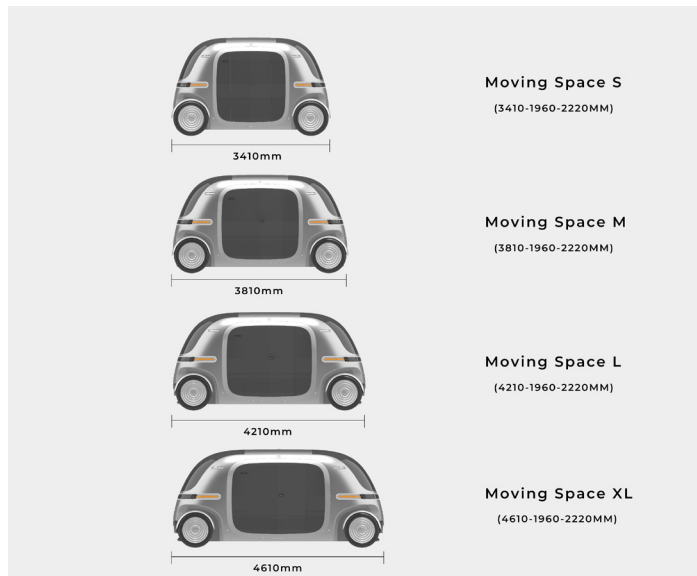 Moving Space S
(3410-1960-2220MM)
3410mm
Moving Space M
(3810-1960-2220MM)
3810mm
Moving Space L
(4210-1960-2220MM)
4210mm
Moving Space XL
(4610-1960-2220MM)
4610mm